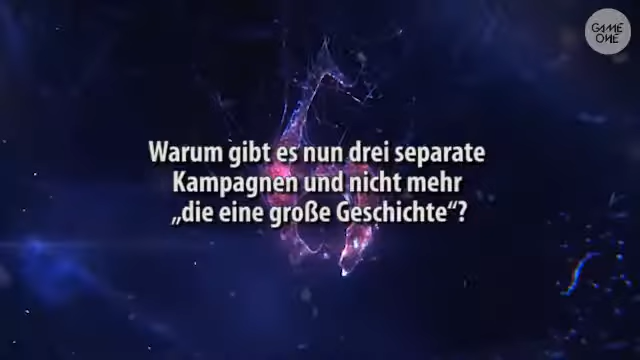 GAME
ONE
Warum gibt es nun drei separate
Kampagnen und nicht mehr
„die eine große Geschichte“?